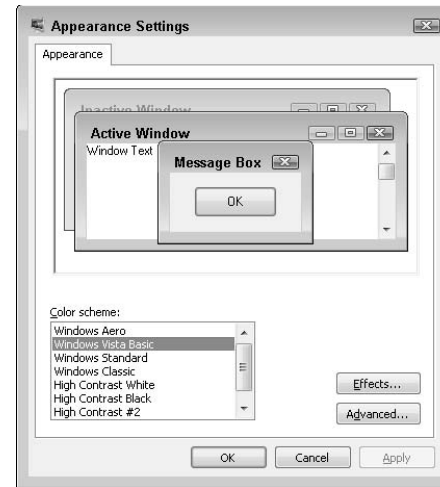 Appearance Settings
Appearance
Inactive Window
Active Window
Window Text
Message Box
OK
Color scheme:
Windows Aero
Windows Vista Basic
Windows Standard
Windows Classic
High Contrast White
High Contrast Black
High Contrast #2
Effects...
Advanced...
OK
Cancel
Apply